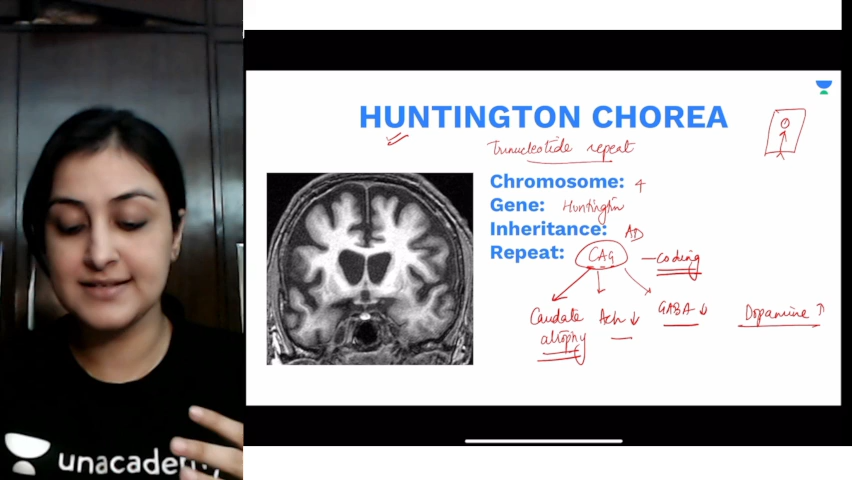 HUNTINGTON CHOREA
Trinucleotide repeat
Chromosome: 4
Gene: Huntingtin
Inheritance: AD
Repeat: CAG - coding
Caudate atrophy
Ach ↓
GABA ↓
Dopamine ↑
unacademy